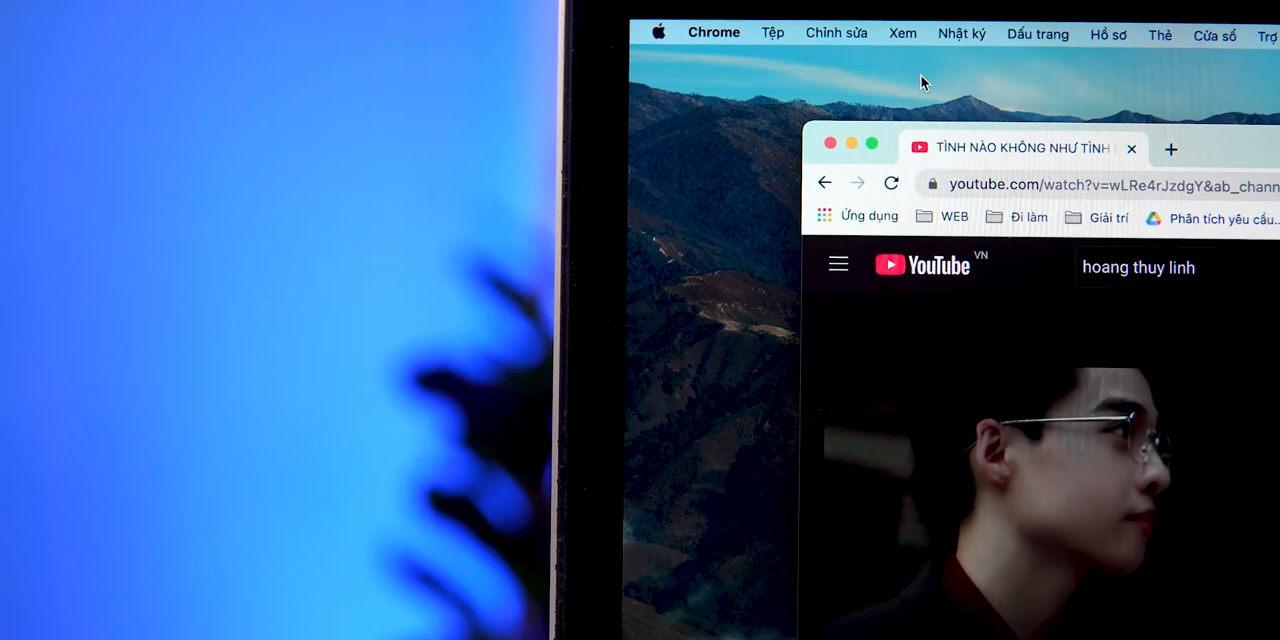 Chrome Tệp Chỉnh sửa Xem Nhật ký Dấu trang Hồ sơ Thẻ Cửa sổ Trợ
TÌNH NÀO KHÔNG NHƯ TÌNH
youtube.com/watch?v=wLRe4rJzdgY&ab_chann
Ứng dụng WEB Đi làm Giải trí Phân tích yêu cầu...
YouTube VN hoang thuy linh